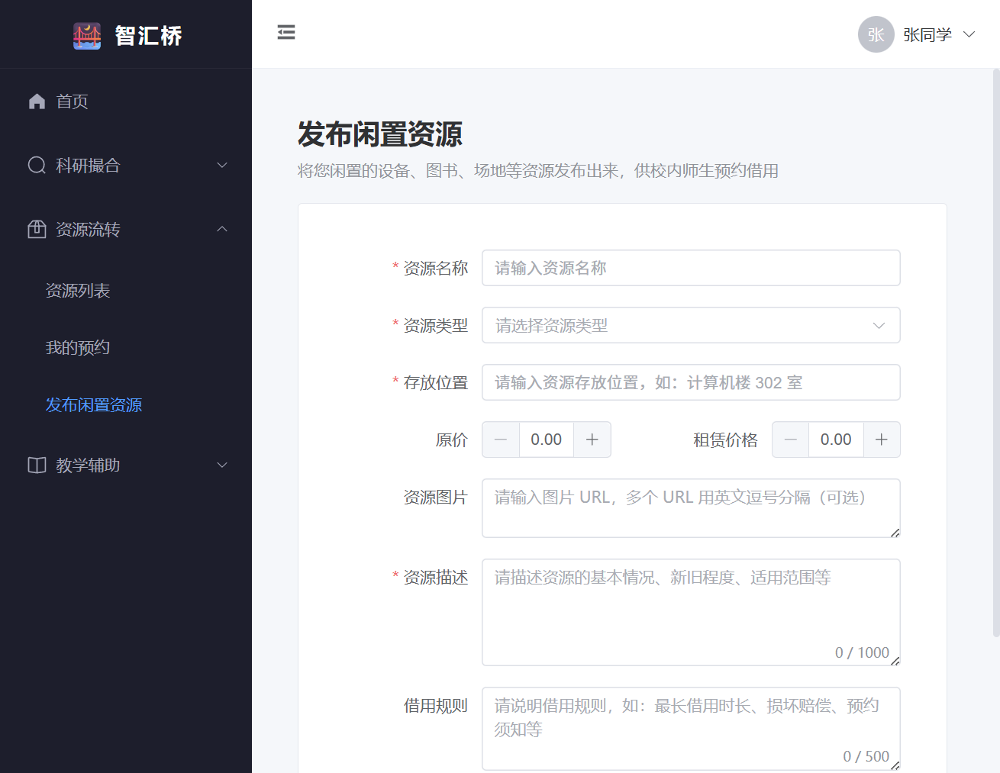 智汇桥
张
张同学
首页
科研撮合
资源流转
资源列表
我的预约
发布闲置资源
教学辅助
发布闲置资源
将您闲置的设备、图书、场地等资源发布出来，供校内师生预约借用
* 资源名称
请输入资源名称
* 资源类型
请选择资源类型
* 存放位置
请输入资源存放位置，如：计算机楼 302 室
原价
0.00
租赁价格
0.00
资源图片
请输入图片 URL，多个 URL 用英文逗号分隔（可选）
* 资源描述
请描述资源的基本情况、新旧程度、适用范围等
0 / 1000
借用规则
请说明借用规则，如：最长借用时长、损坏赔偿、预约
须知等
0 / 500